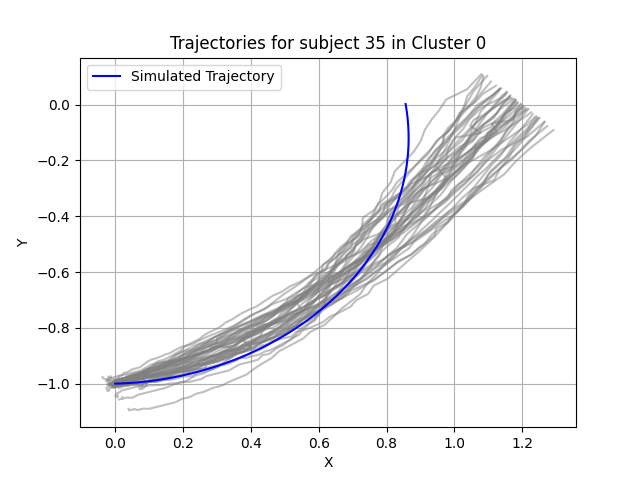 Trajectories for subject 35 in Cluster 0
Simulated Trajectory
0.0
−0.2
−0.4
−0.6
−0.8
−1.0
Y
0.0 0.2 0.4 0.6 0.8 1.0 1.2
X